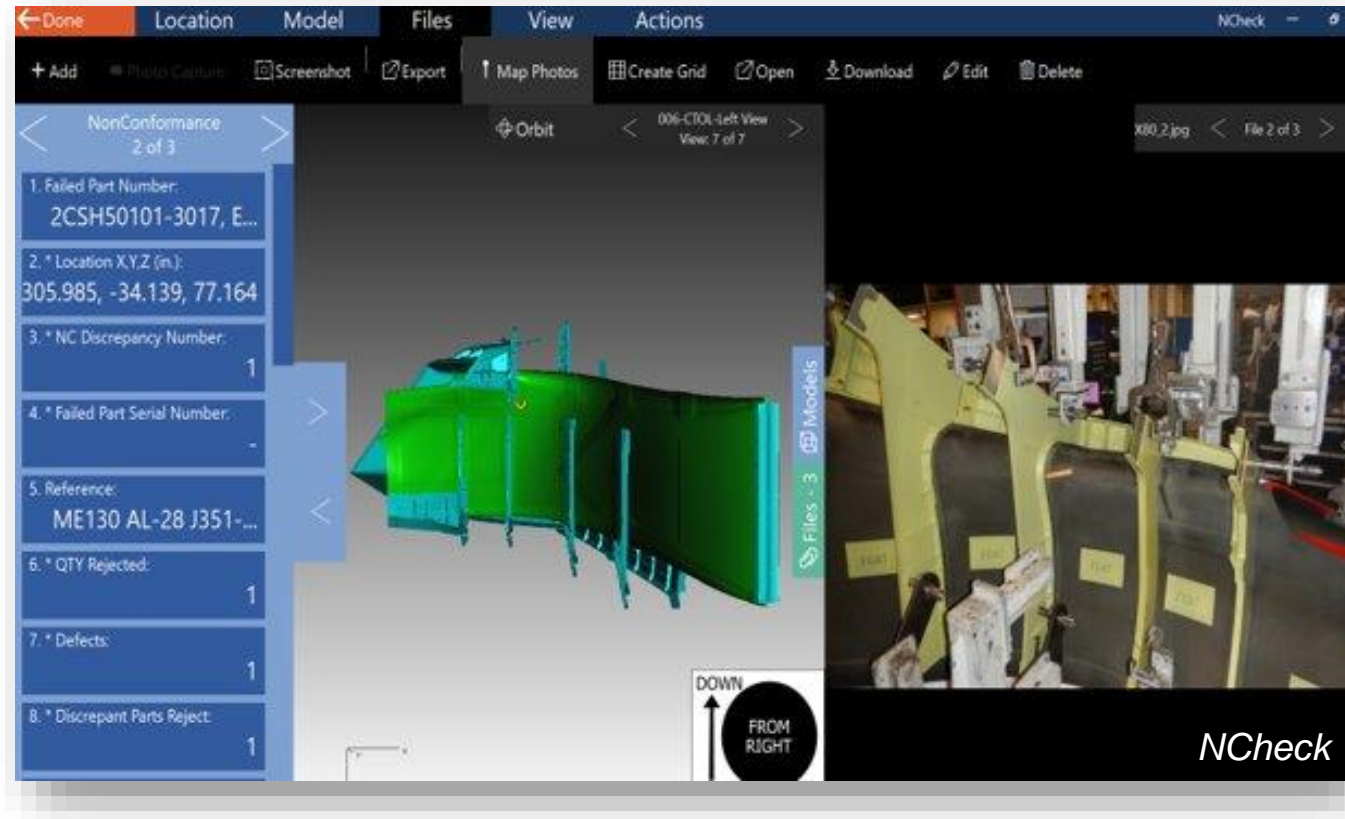 Done
Location
Model
Files
View
Actions
NCheck
+ Add
Photo Capture
Screenshot
Export
Map Photos
Create Grid
Open
Download
Edit
Delete
NonConformance
2 of 3
Orbit
006-CTOL-Left View
View: 7 of 7
X80_2.jpg
File 2 of 3
1. Failed Part Number:
2CSH50101-3017, E...
2. * Location X,Y,Z (in.):
305.985, -34.139, 77.164
3. * NC Discrepancy Number:
1
4. * Failed Part Serial Number:
-
5. Reference:
ME130 AL-28 J351-...
6. * QTY Rejected:
1
7. * Defects:
1
8. * Discrepant Parts Reject:
1
Models
Files - 3
DOWN
FROM
RIGHT
NCheck